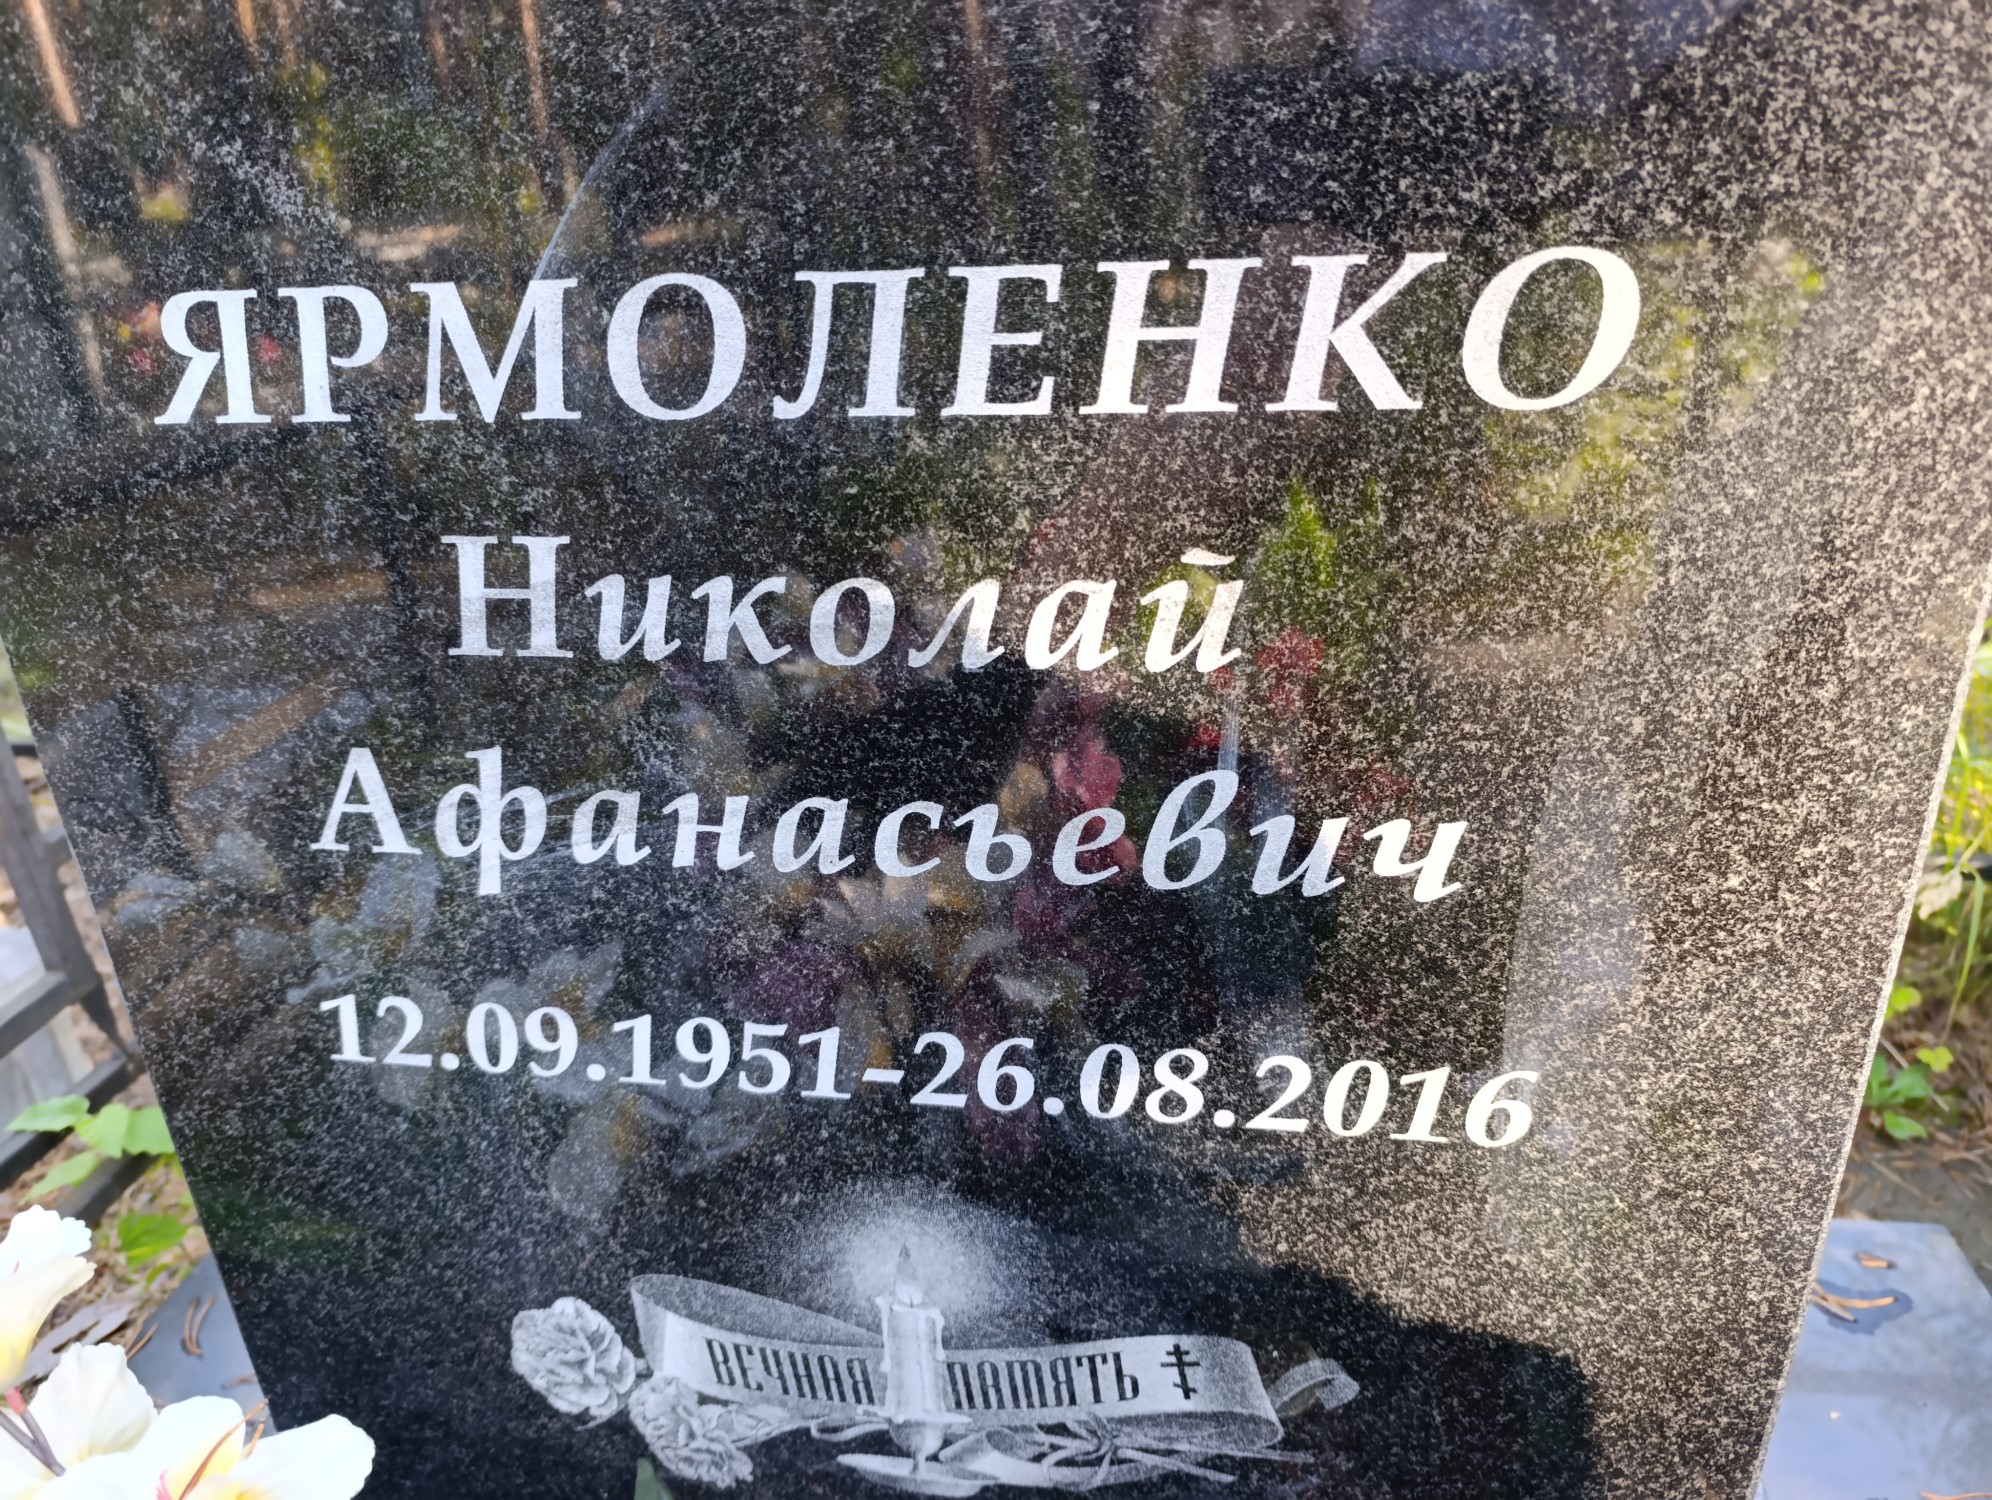 ЯРМОЛЕНКО
Николай
Афанасьевич
12.09.1951-26.08.2016
ВЕЧНАЯ ПАМЯТЬ